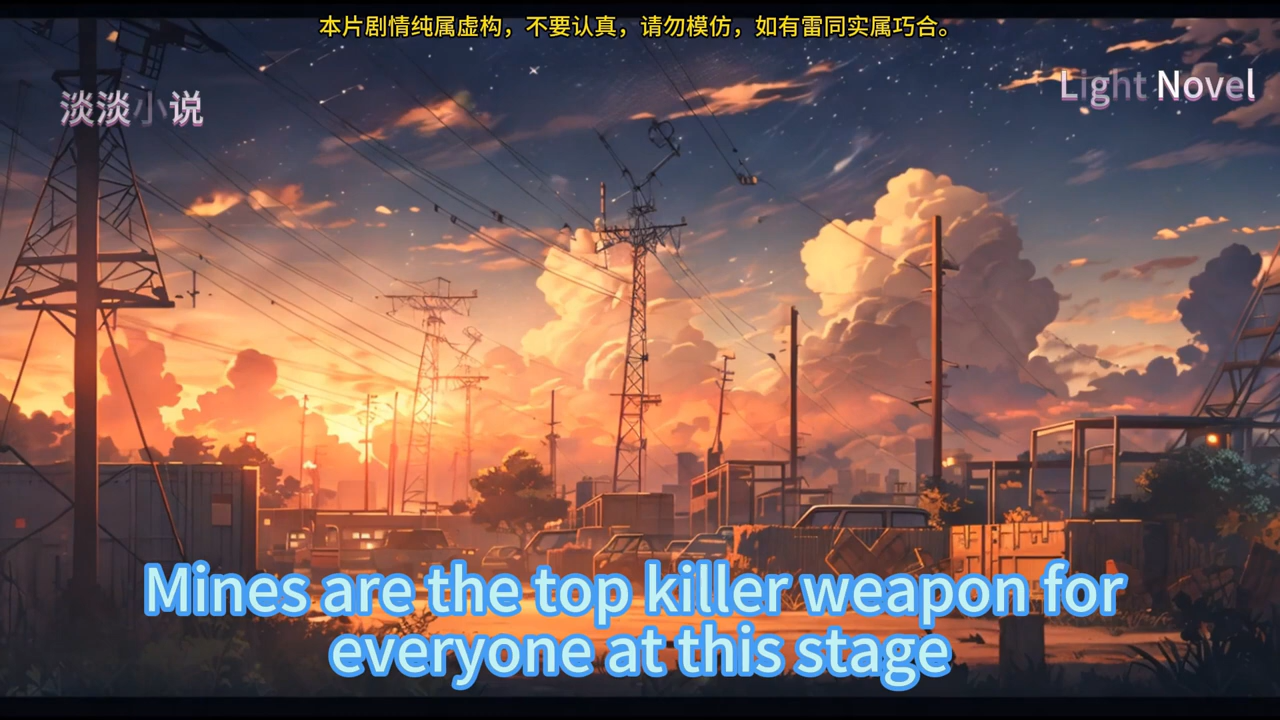 本片剧情纯属虚构，不要认真，请勿模仿，如有雷同实属巧合。
淡淡小说
Light Novel
Mines are the top killer weapon for
everyone at this stage